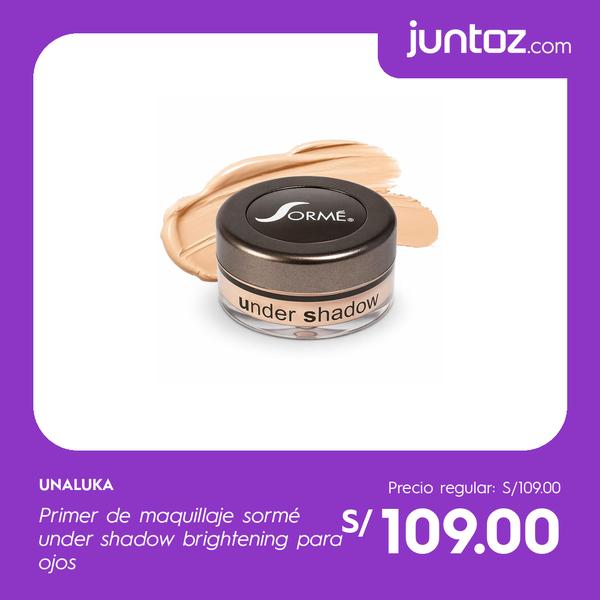 juntoz.com
SORMÉ®
under shadow
UNALUKA
Precio regular: S/109.00
Primer de maquillaje sormé
under shadow brightening para
ojos
S/ 109.00